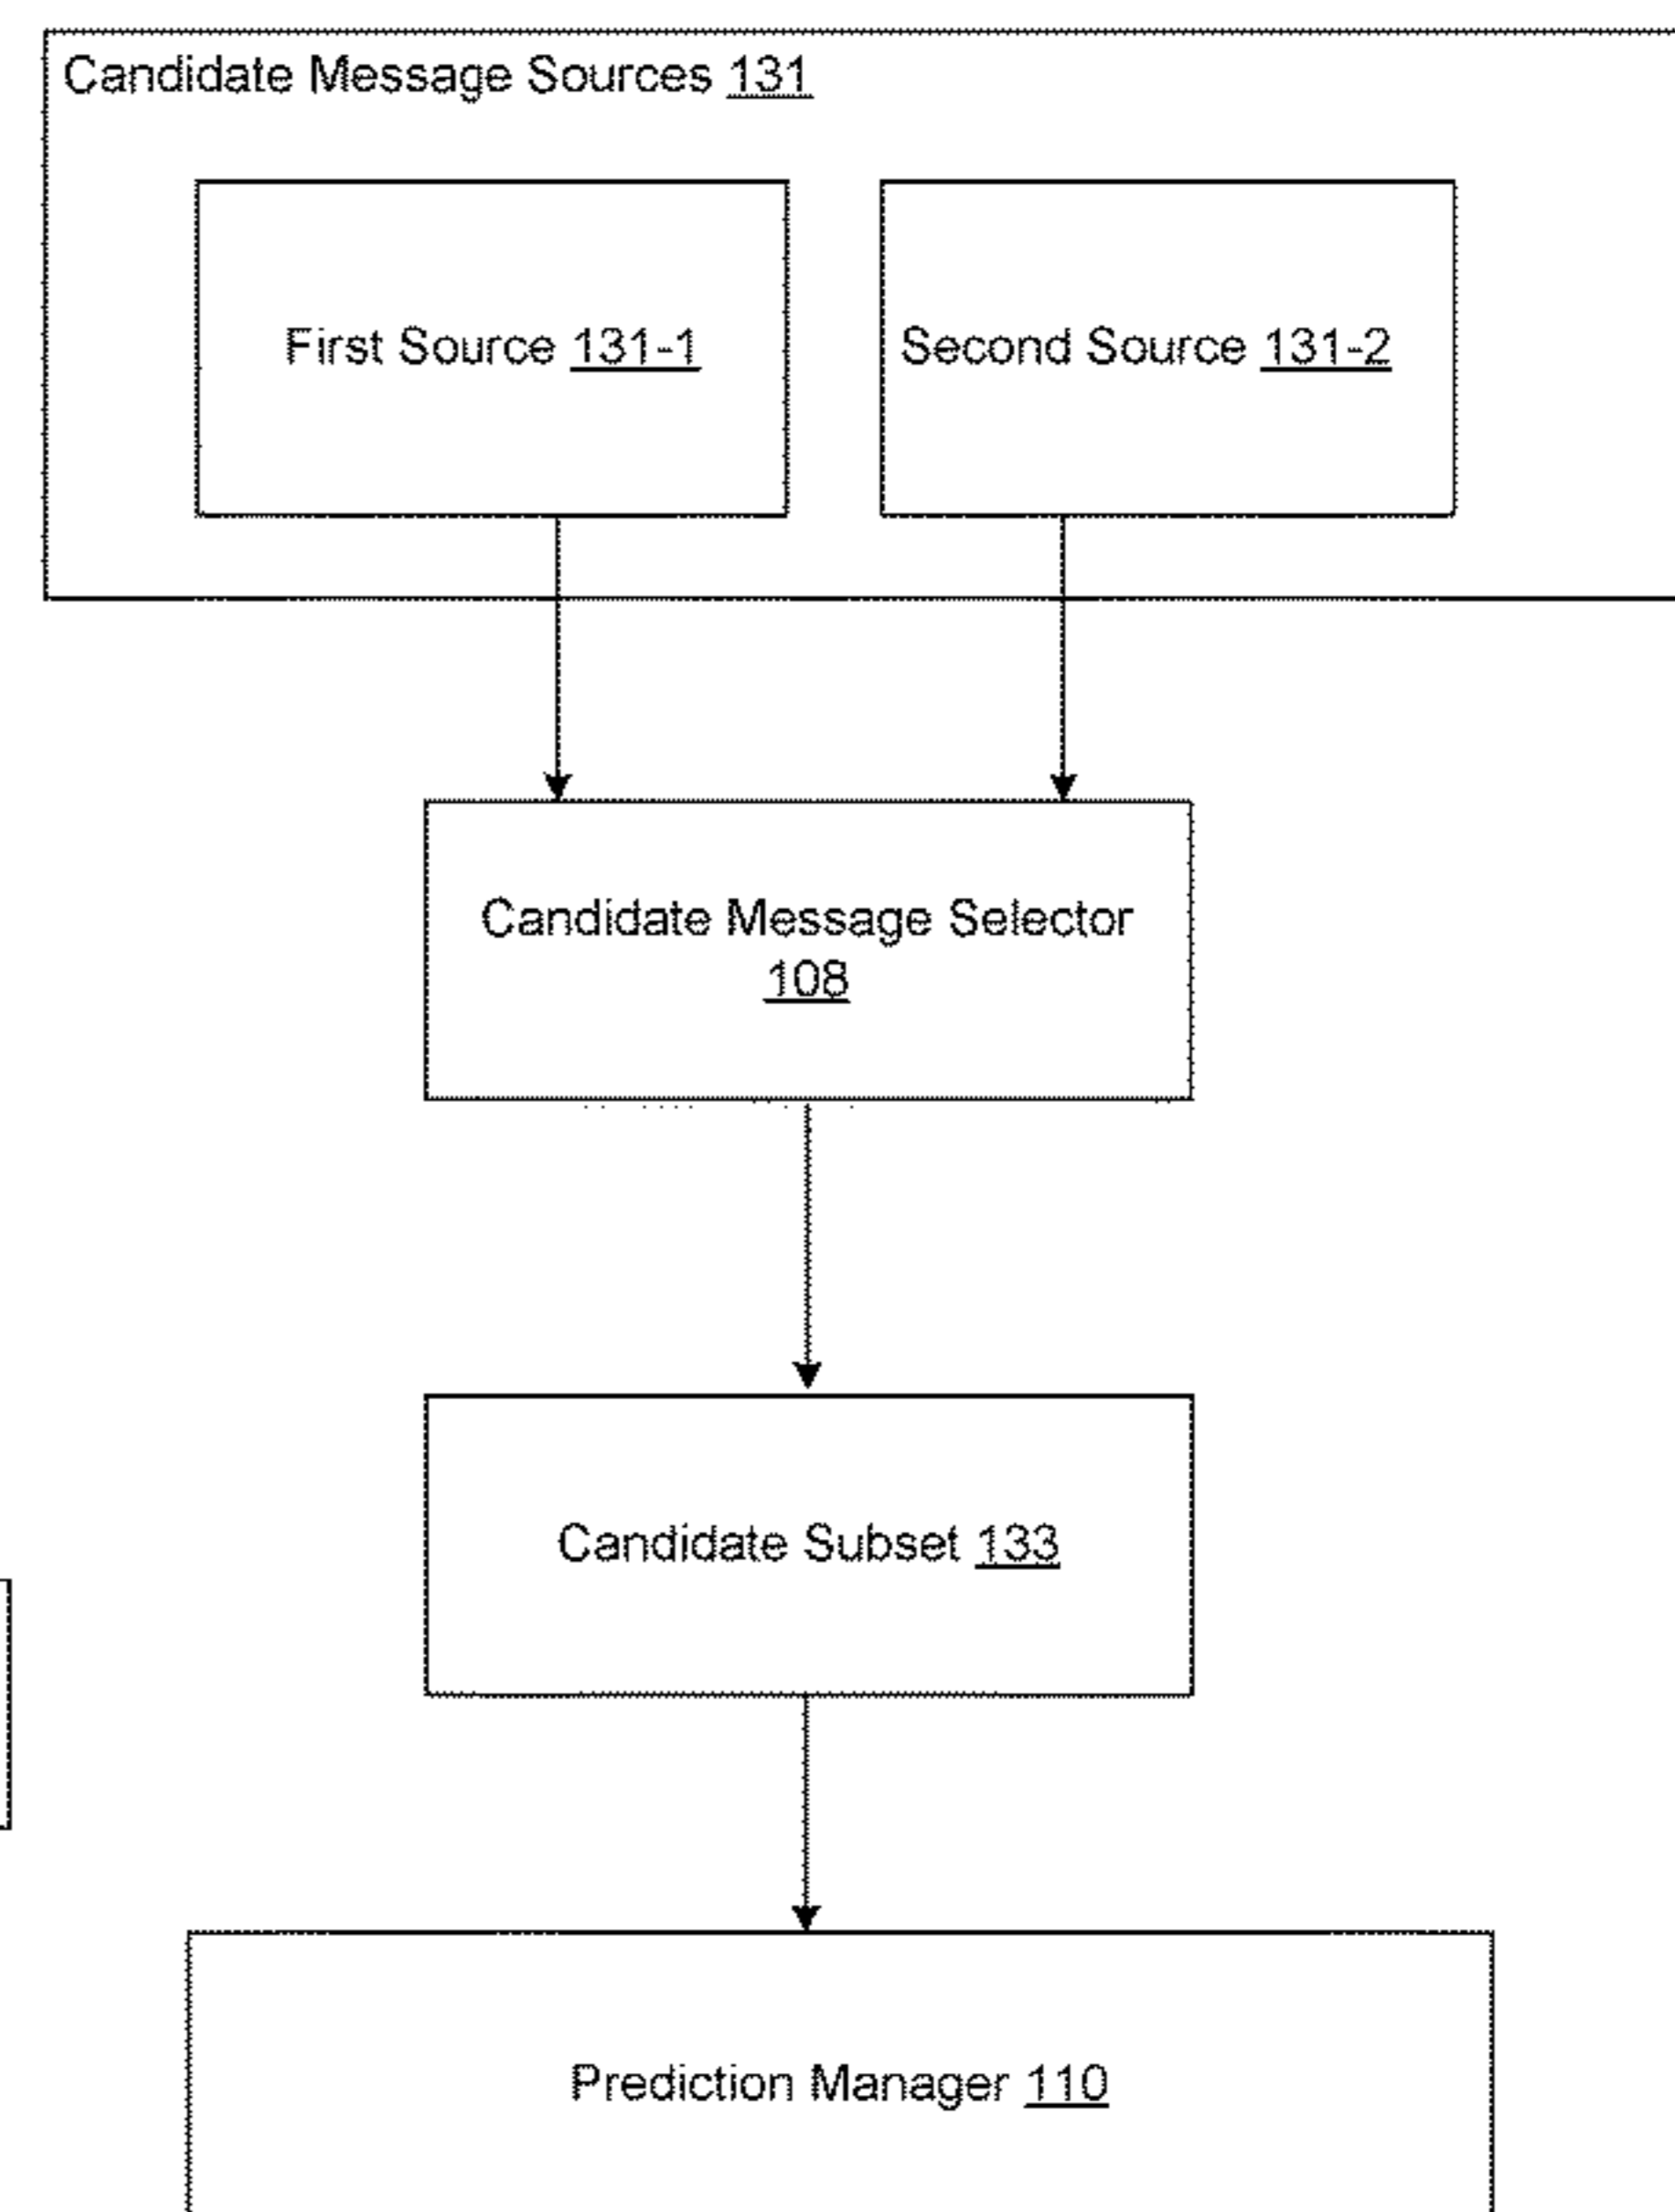 Candidate Message Sources 131
First Source 131-1
Second Source 131-2
Candidate Message Selector
108
Candidate Subset 133
Prediction Manager 110